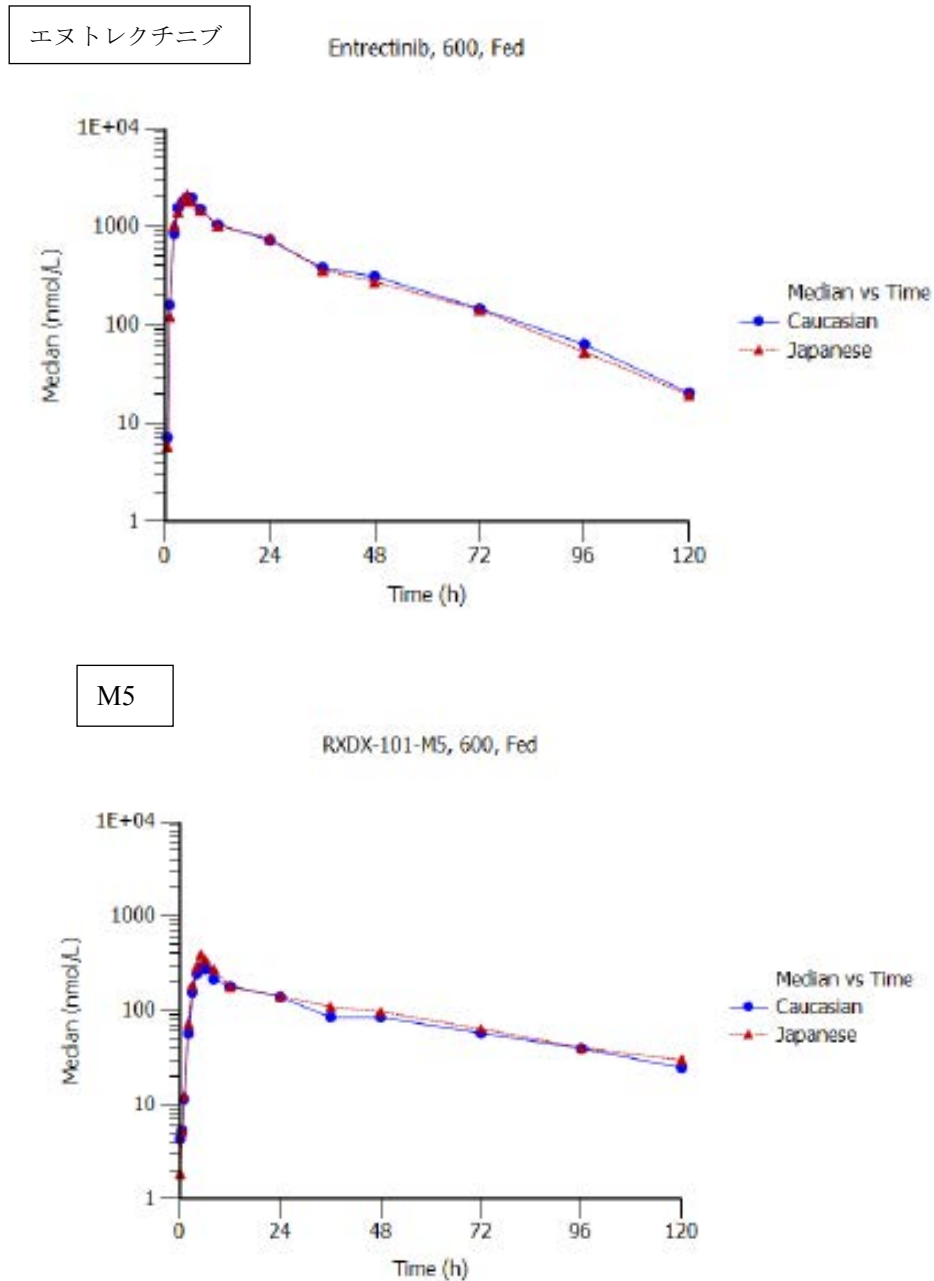 エヌトレクチニブ
Entrectinib, 600, Fed
1E+04
1000
100
10
1
Median (nmol/L)
0 24 48 72 96 120
Time (h)
Median vs Time
Caucasian
Japanese
M5
RXDX-101-M5, 600, Fed
1E+04
1000
100
10
1
Median (nmol/L)
0 24 48 72 96 120
Time (h)
Median vs Time
Caucasian
Japanese